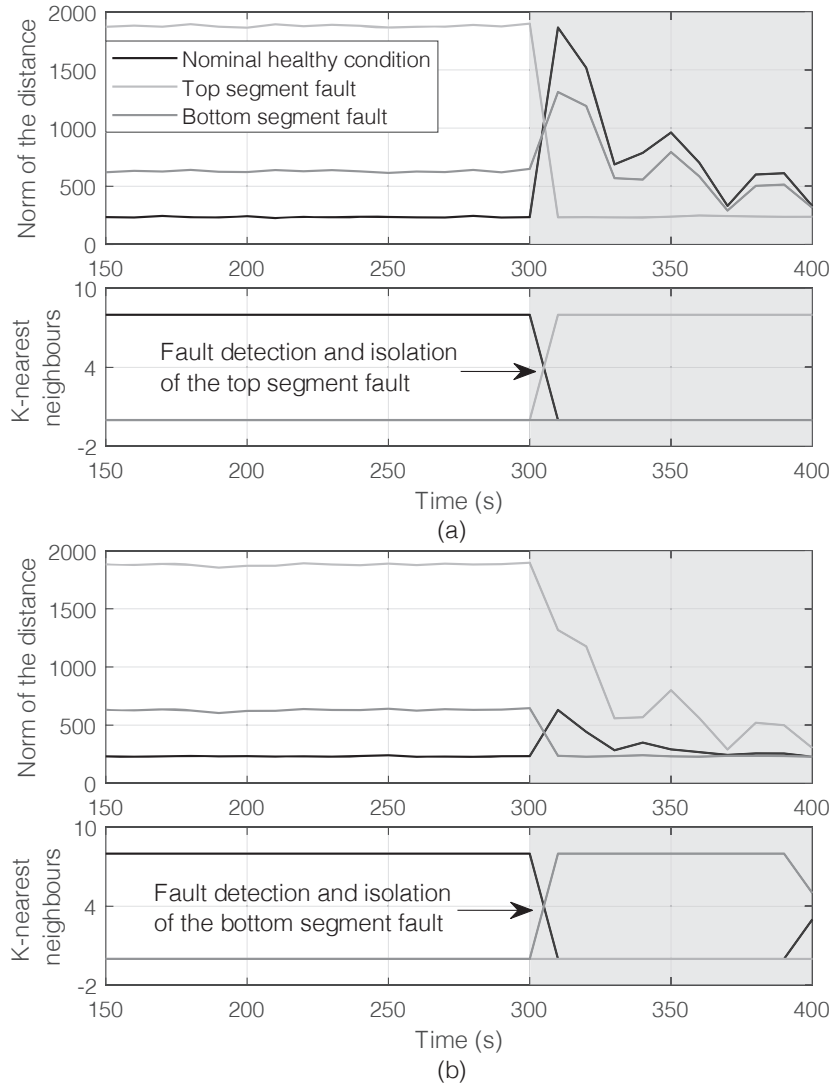 2000
1500
1000
500
0
Norm of the distance
Nominal healthy condition
Top segment fault
Bottom segment fault
150 200 250 300 350 400
10
4
-2
K-nearest
neighbours
Fault detection and isolation
of the top segment fault
150 200 250 300 350 400
Time (s)
(a)
2000
1500
1000
500
0
Norm of the distance
150 200 250 300 350 400
10
4
-2
K-nearest
neighbours
Fault detection and isolation
of the bottom segment fault
150 200 250 300 350 400
Time (s)
(b)